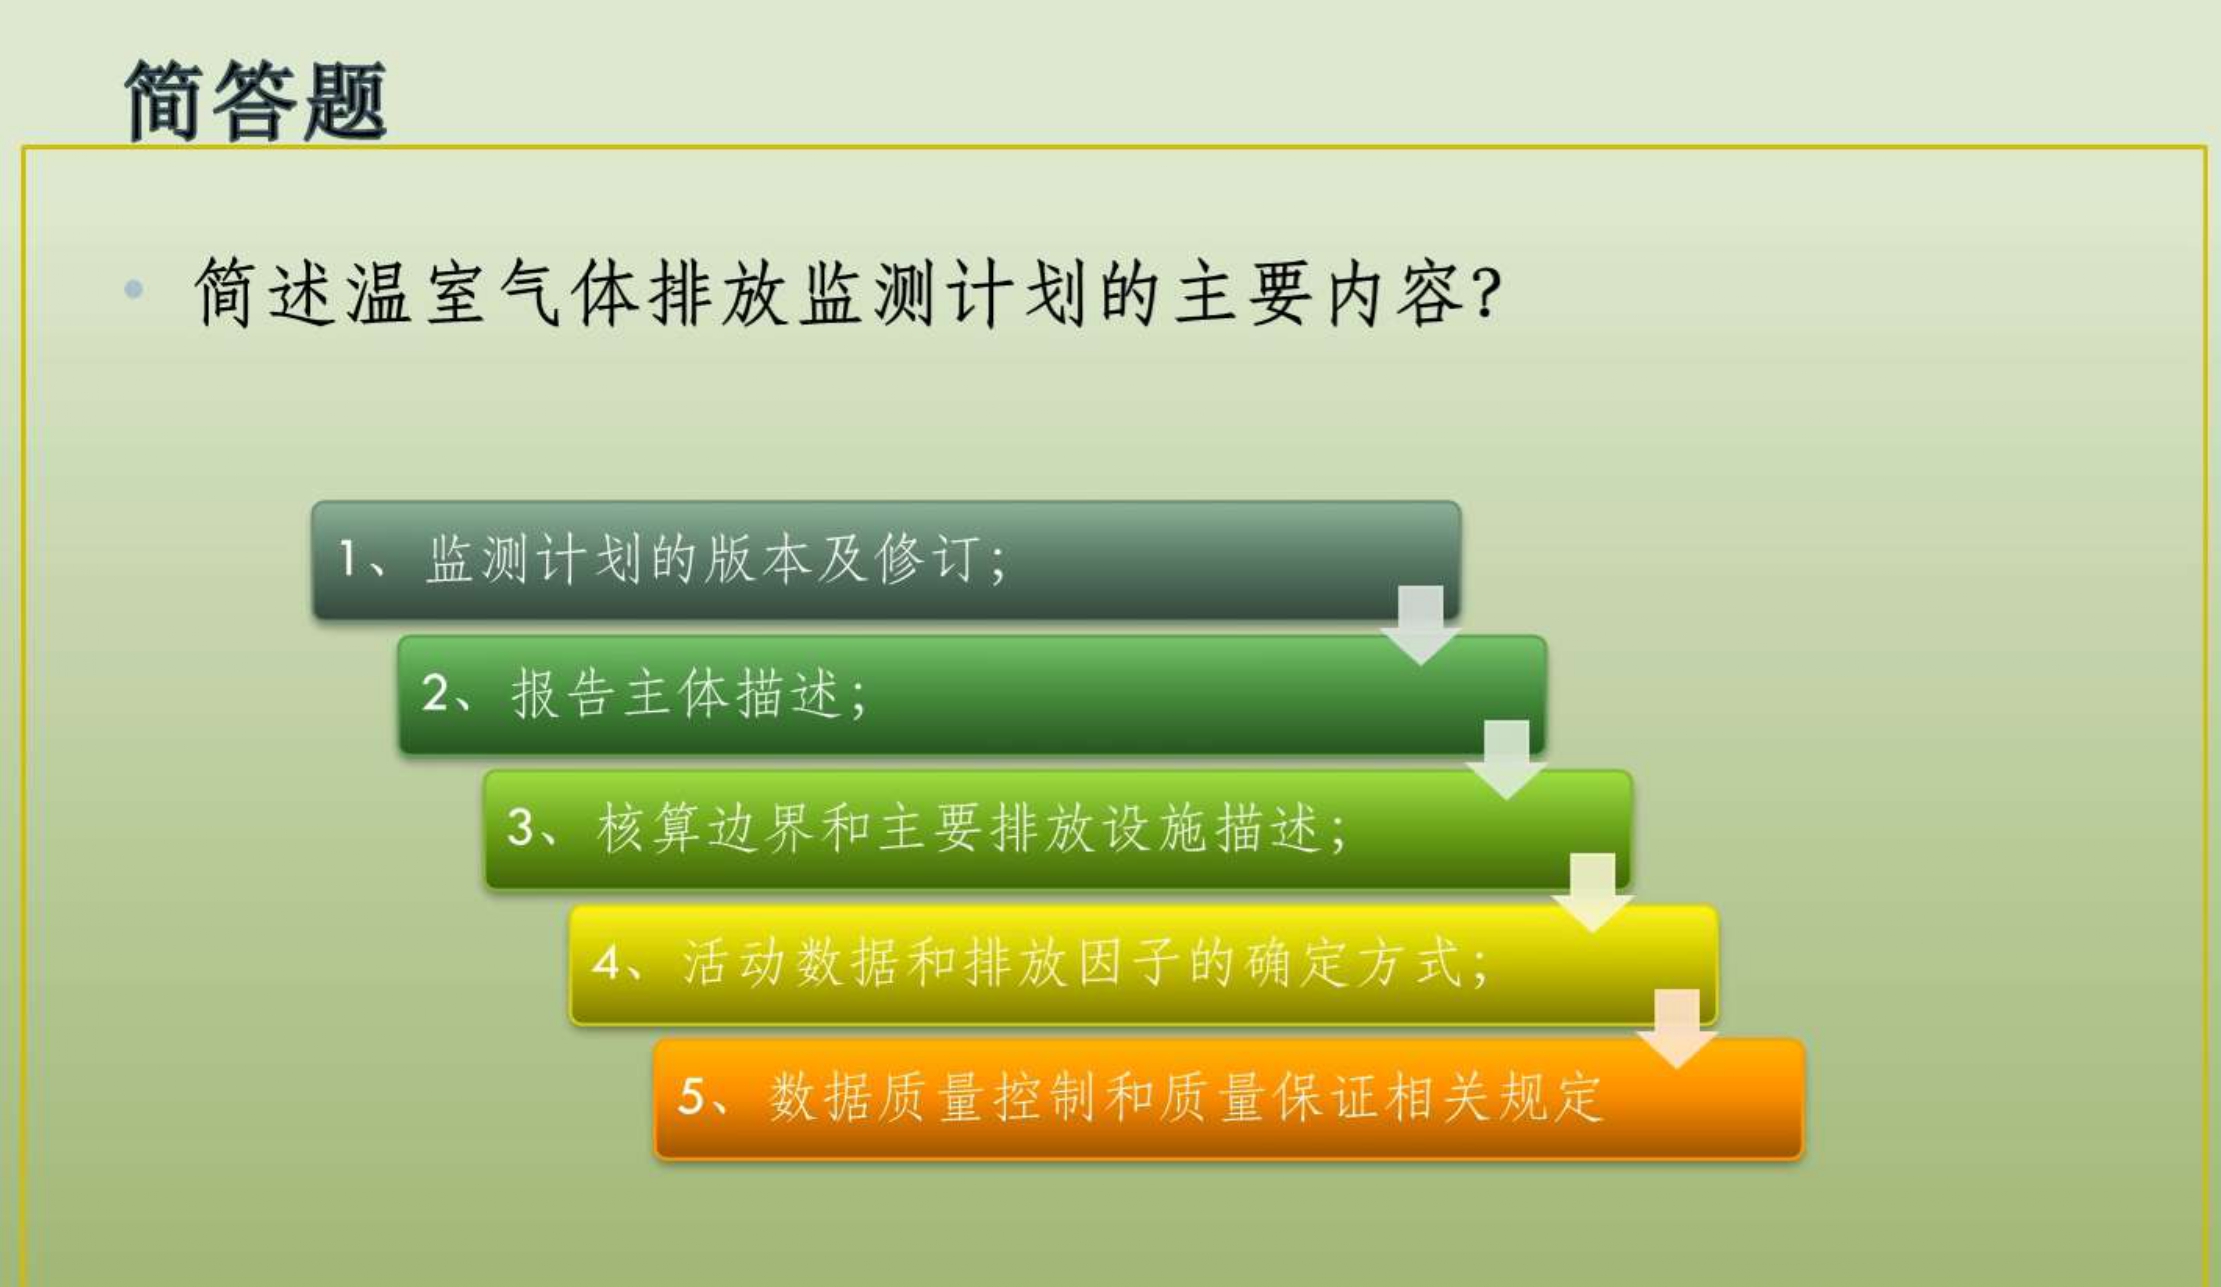 简答题
简述温室气体排放监测计划的主要内容?
1、监测计划的版本及修订;
2、报告主体描述;
3、核算边界和主要排放设施描述;
4、活动数据和排放因子的确定方式;
5、数据质量控制和质量保证相关规定